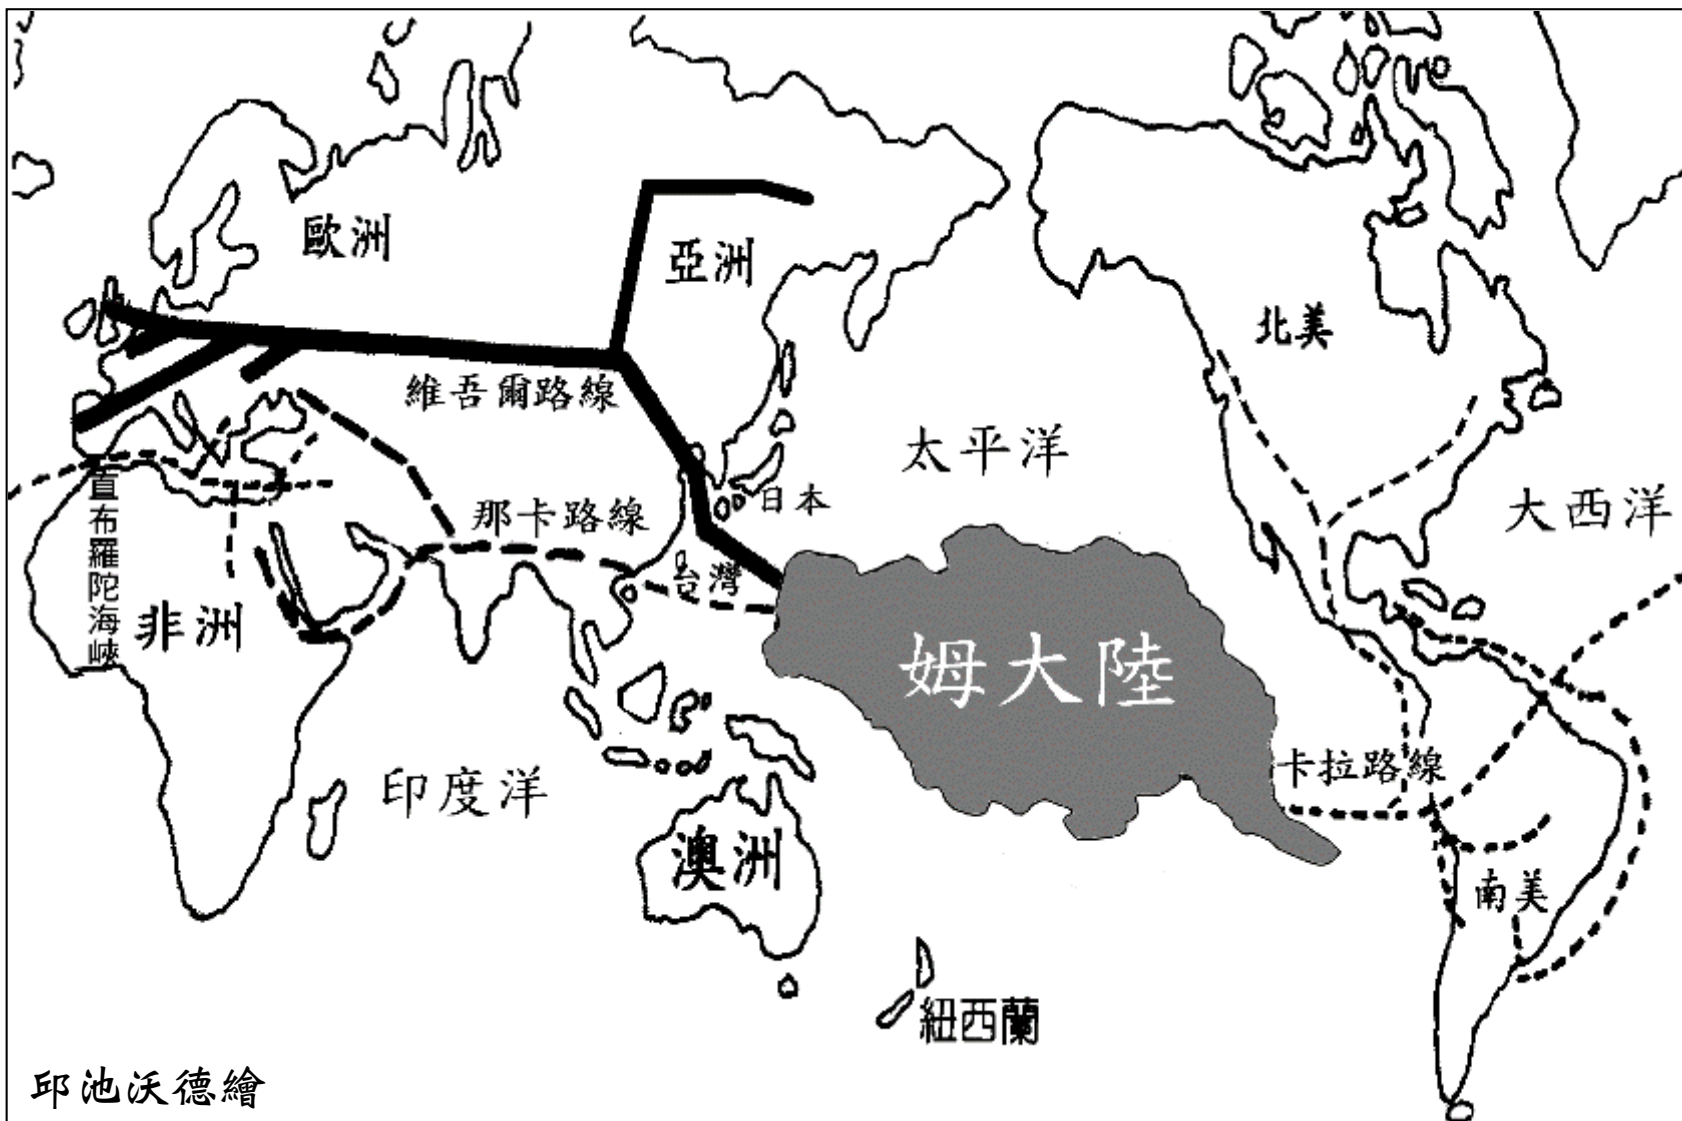 歐洲
亞洲
北美
維吾爾路線
太平洋
大西洋
直布羅陀海峽
那卡路線
日本
台灣
非洲
姆大陸
卡拉路線
印度洋
澳洲
南美
紐西蘭
邱池沃德繪